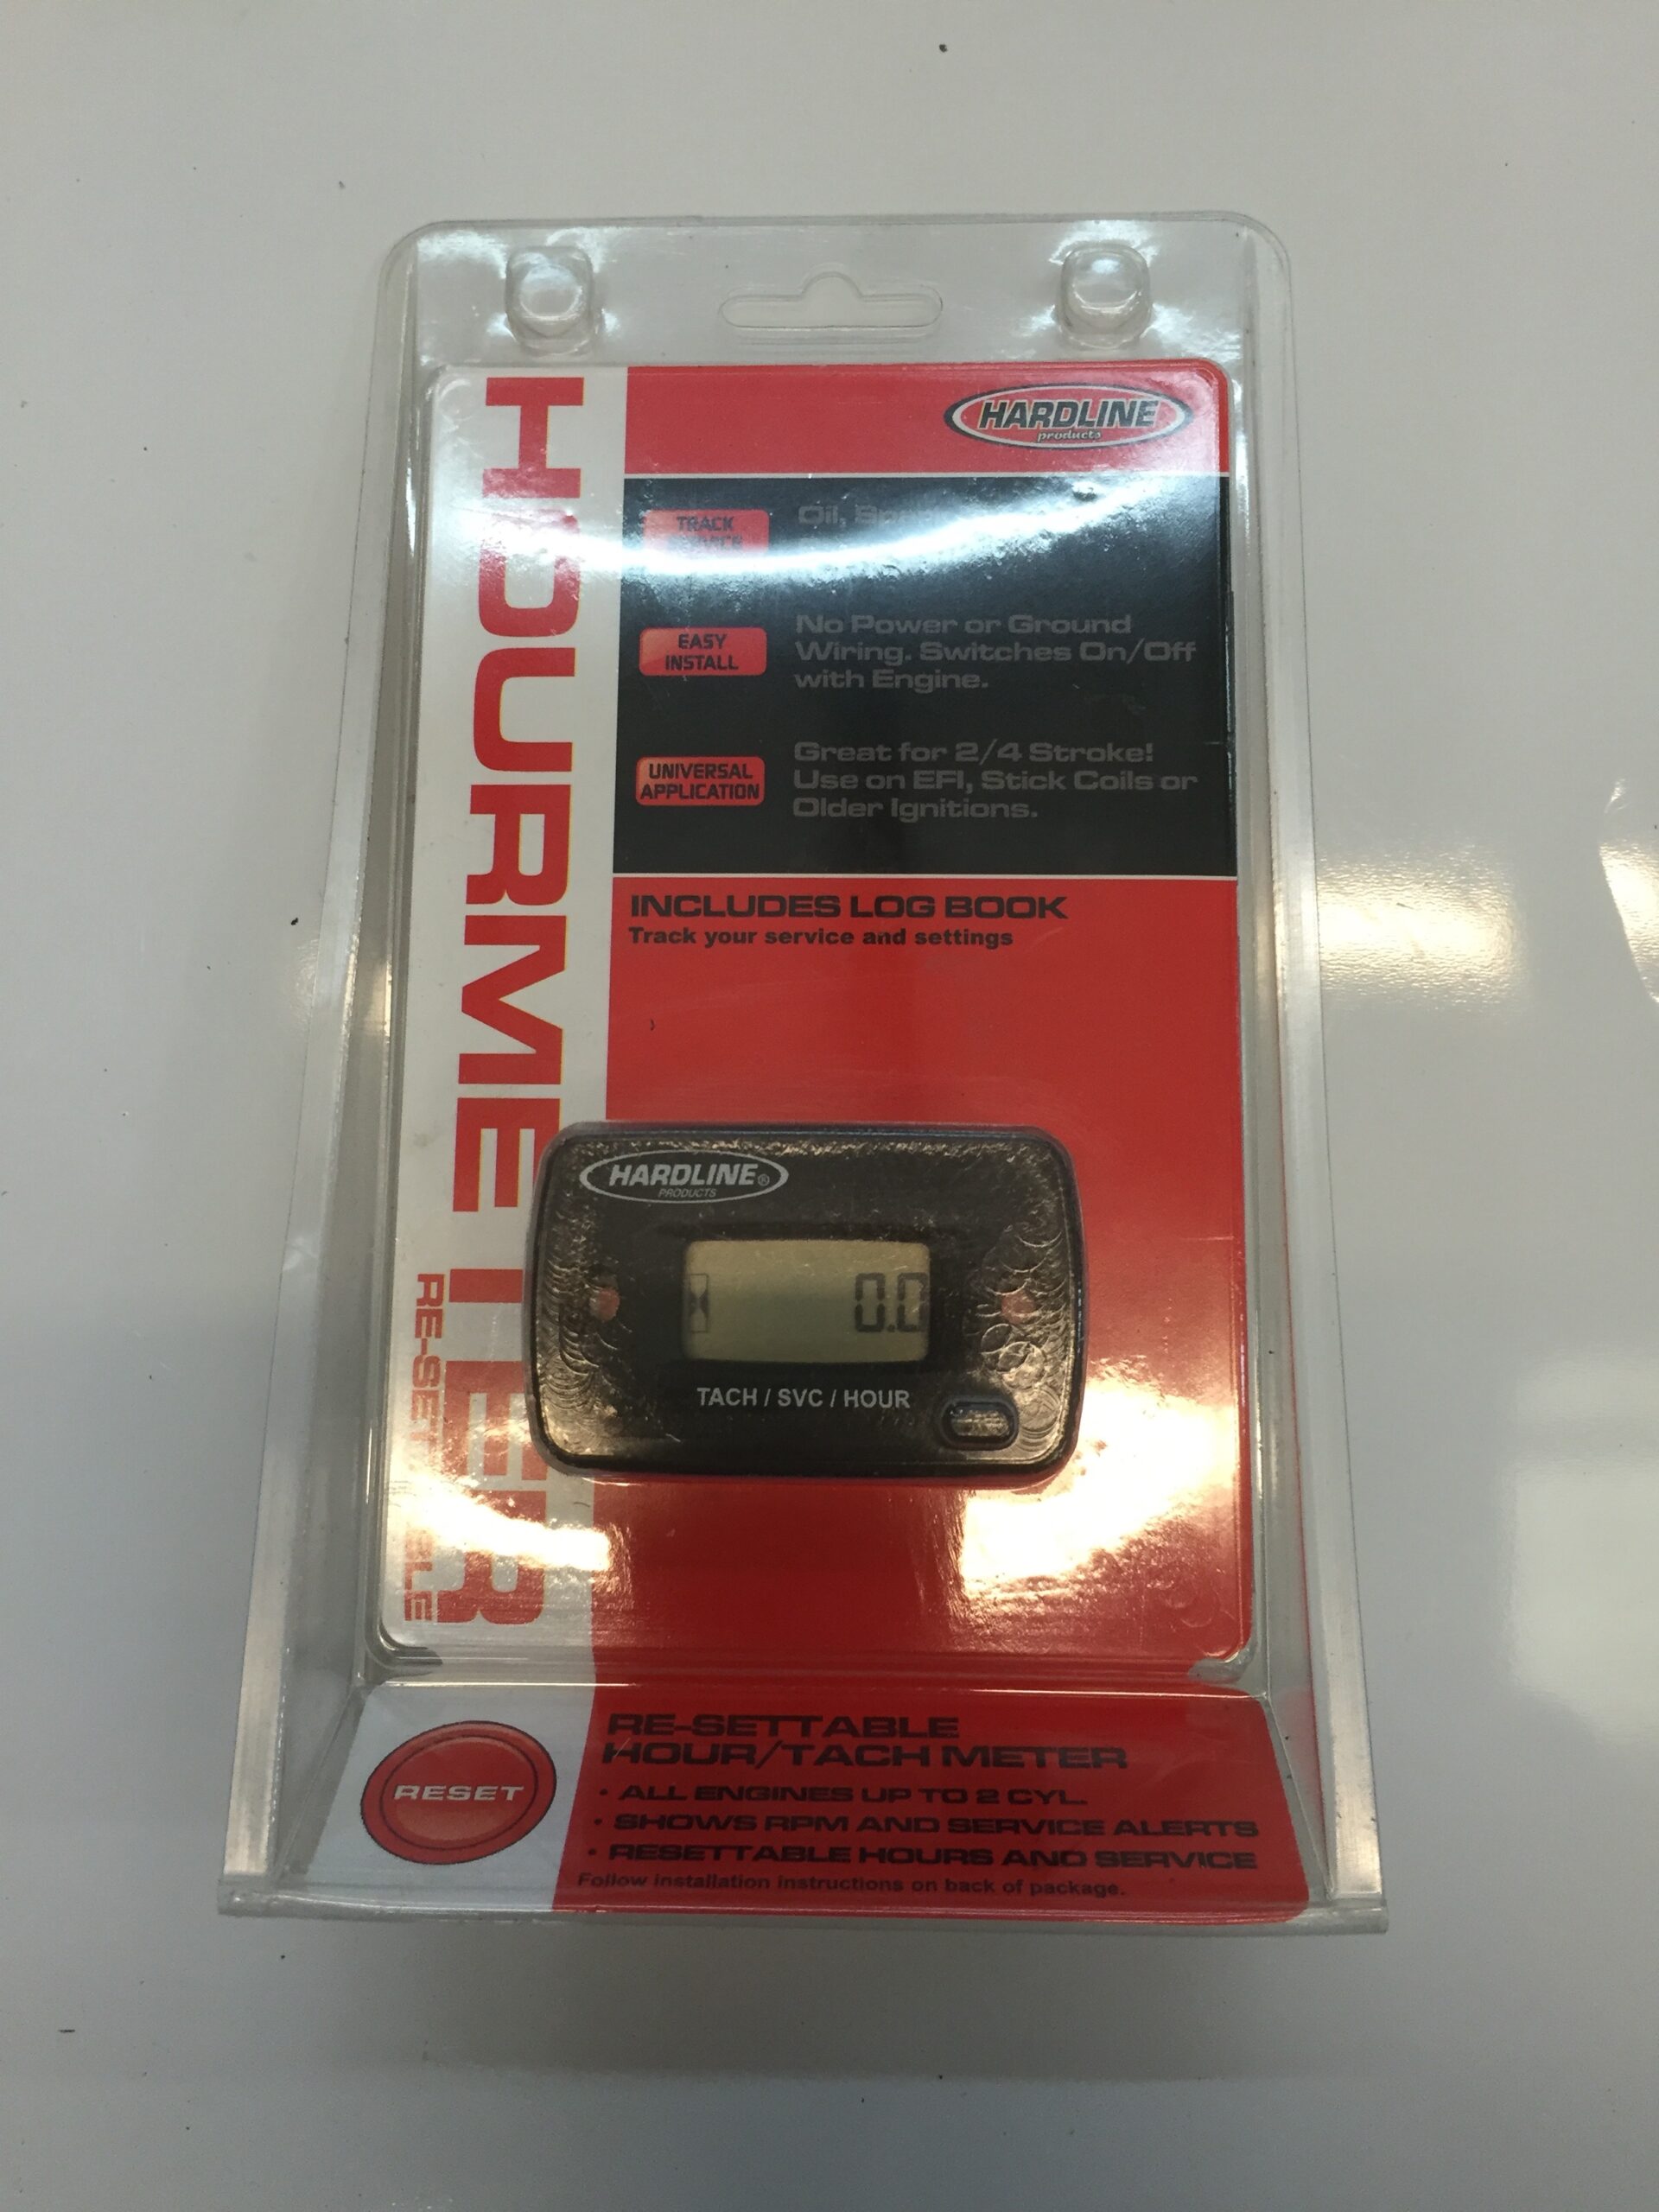 HOURMETER
RE-SETTABLE
HARDLINE
products
TRACK
Oil,
EASY
INSTALL
No Power or Ground
Wiring. Switches On/Off
with Engine.
UNIVERSAL
APPLICATION
Great for 2/4 Stroke!
Use on EFI, Stick Coils or
Older Ignitions.
INCLUDES LOG BOOK
Track your service and settings
HARDLINE®
PRODUCTS
0.0
TACH / SVC / HOUR
RESET
RE-SETTABLE
HOUR/TACH METER
• ALL ENGINES UP TO 2 CYL.
• SHOWS RPM AND SERVICE ALERTS
• RESETTABLE HOURS AND SERVICE
Follow installation instructions on back of package.